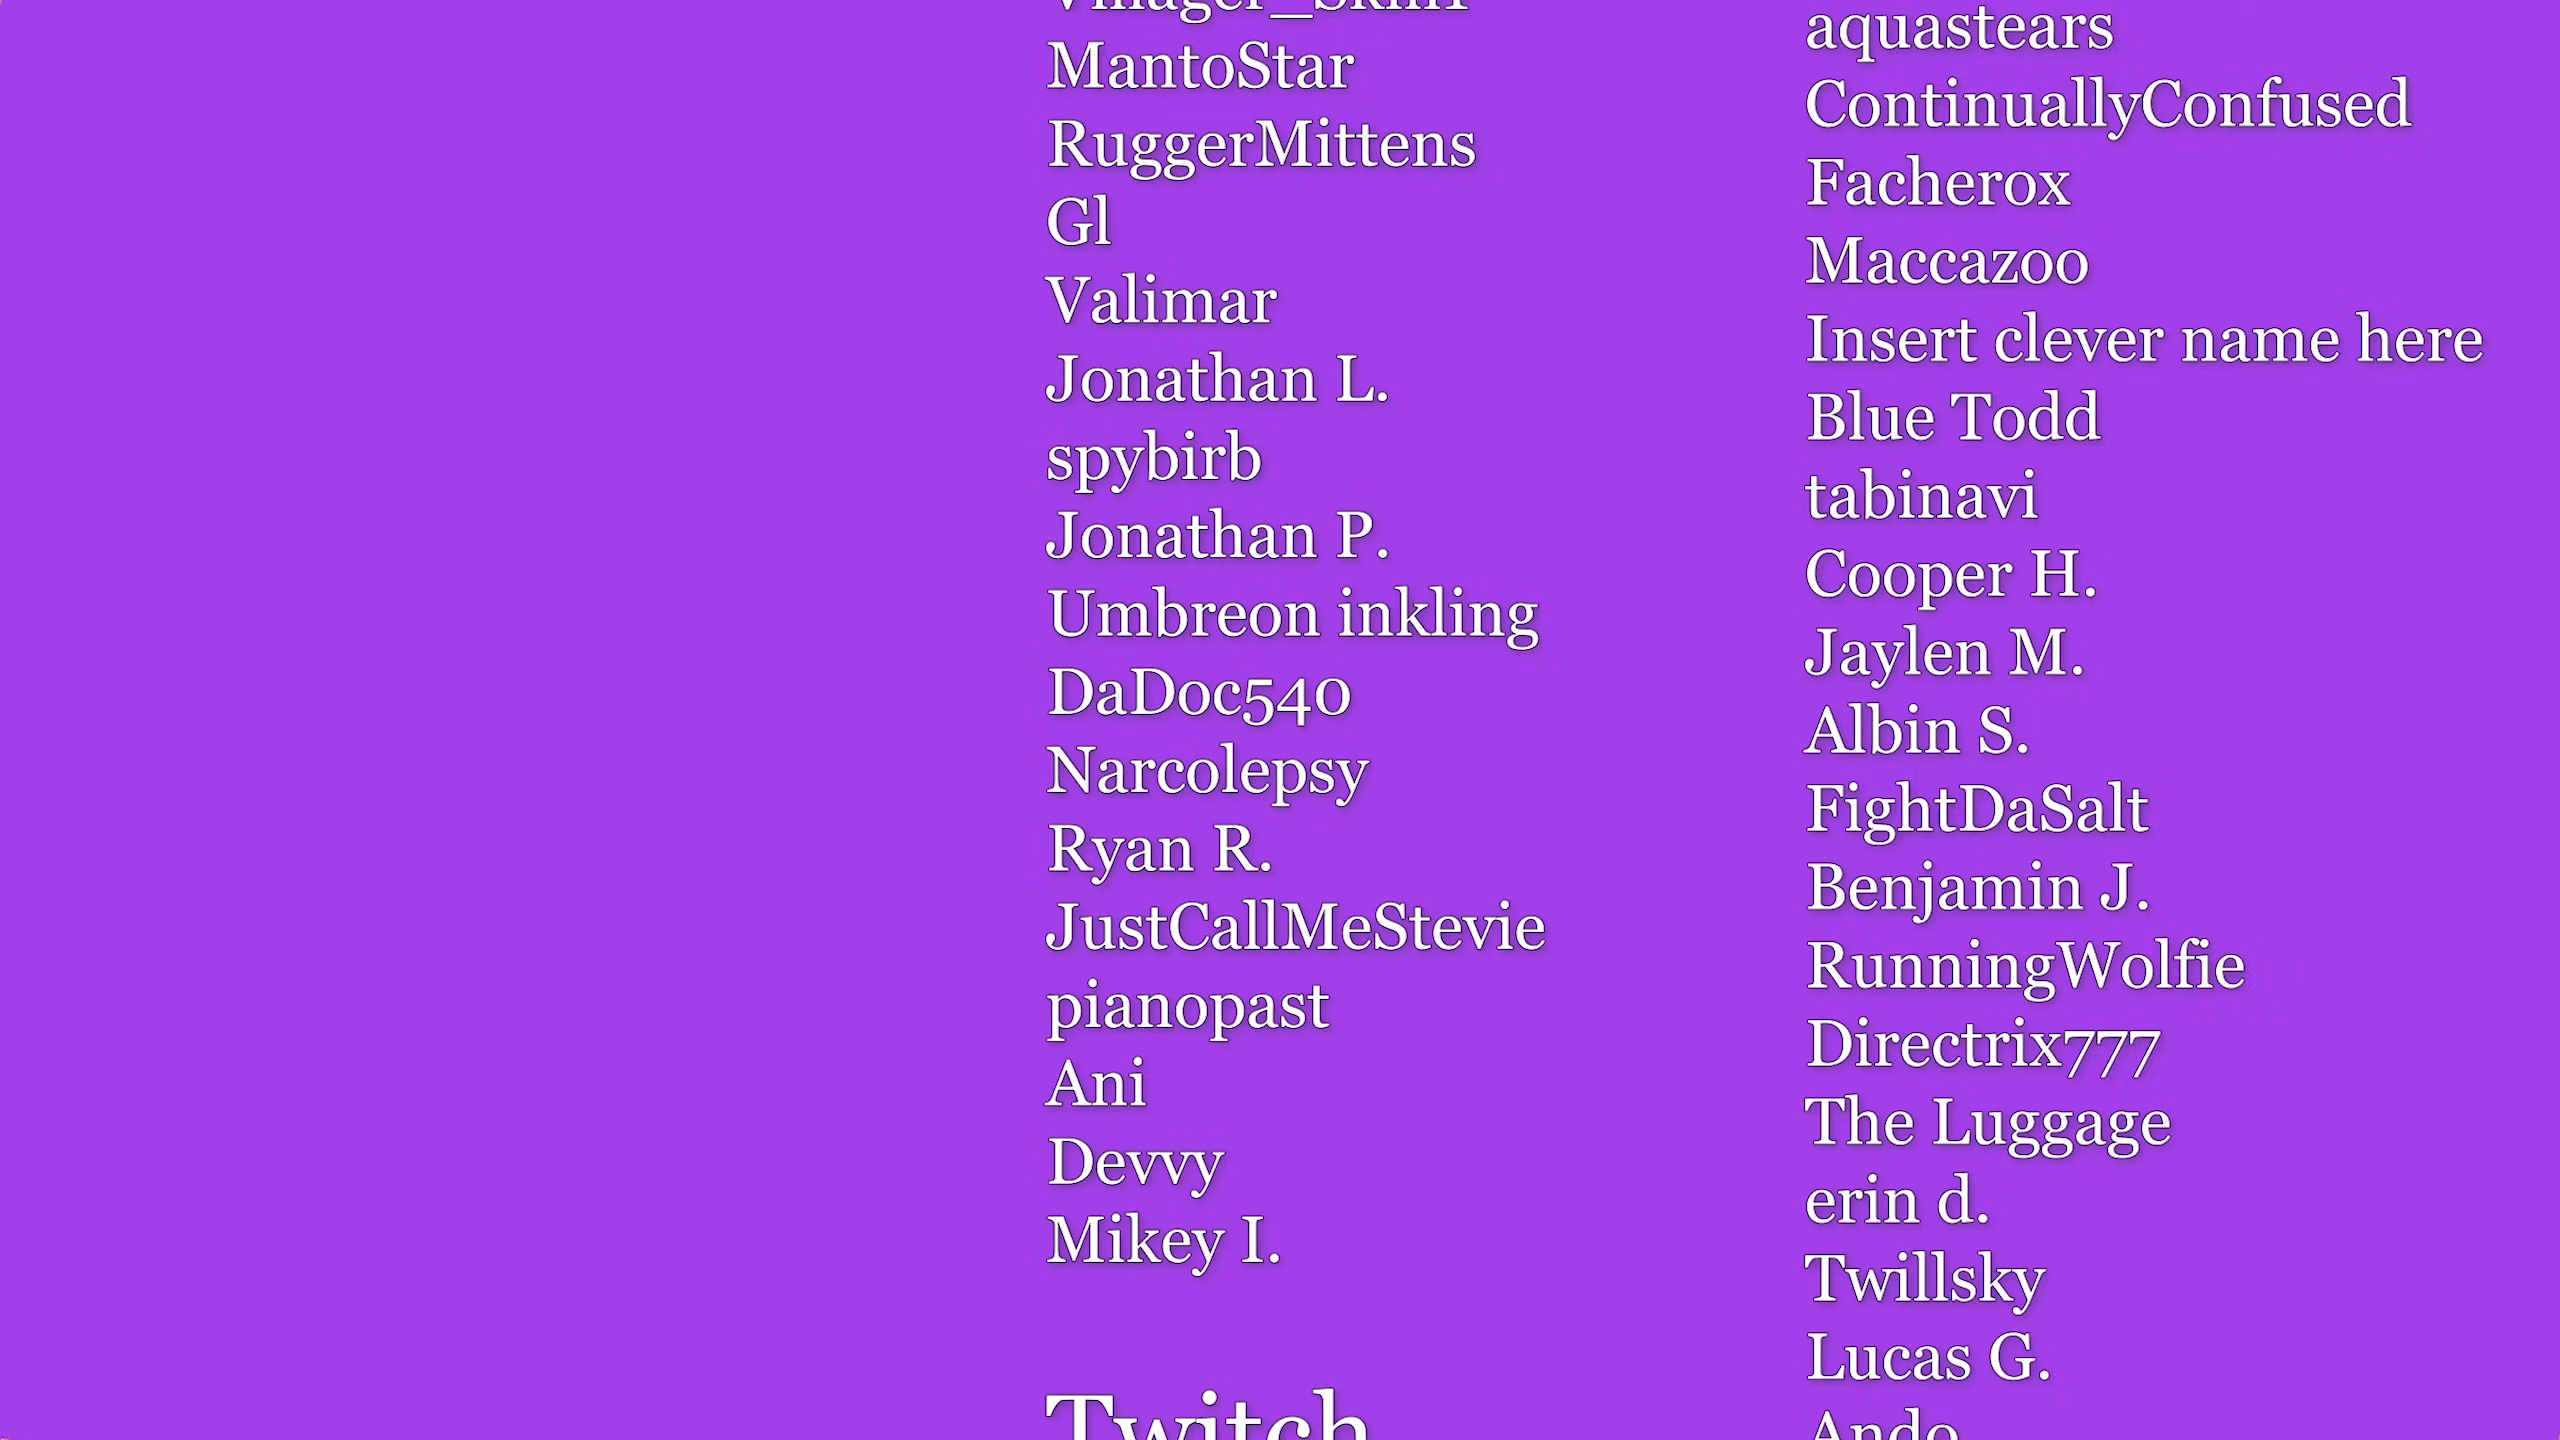 MantoStar
RuggerMittens
Gl
Valimar
Jonathan L.
spybirb
Jonathan P.
Umbreon inkling
DaDoc540
Narcolepsy
Ryan R.
JustCallMeStevie
pianopast
Ani
Devvy
Mikey I.
Twitch
aquastears
ContinuallyConfused
Facherox
Maccazoo
Insert clever name here
Blue Todd
tabinavi
Cooper H.
Jaylen M.
Albin S.
FightDaSalt
Benjamin J.
RunningWolfie
Directrix777
The Luggage
erin d.
Twillsky
Lucas G.